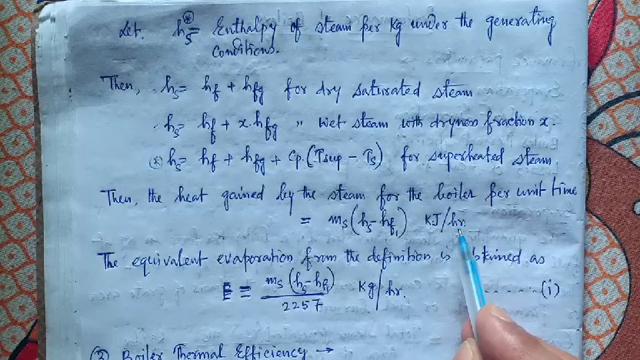 Let. hs = Enthalpy of steam per Kg under the generating
conditions.
Then, hs = hf + hfg for dry saturated steam
hs = hf + x.hfg " wet steam with dryness fraction x.
hs = hf + hfg + Cp.(Tsup - Ts) for superheated steam.
Then, the heat gained by the steam for the boiler per unit time
= ms(hs-hf1) KJ/hr
The equivalent evaporation from the definition is obtained as
E = ms(hs-hf1)/2257 Kg/hr. ........ (i)
② Boiler Thermal Efficiency →